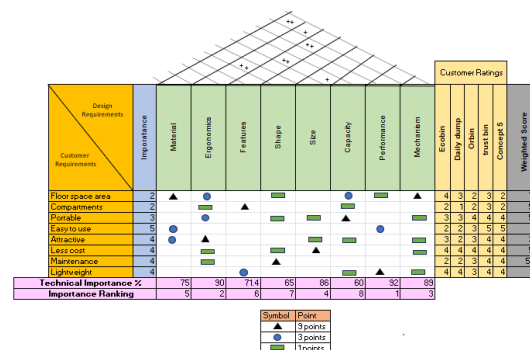 ++
++
++
+
+
+
Customer Ratings
Design
Requirements
Customer
Requirements
Imporatance
Material
Ergonomics
Features
Shape
Size
Capacity
Performance
Mechanism
Ecobin
Daily dump
Orbin
trust bin
Concept 5
Weighted Score
Floor space area 2 4 3 2 3 2
Compartments 2 2 1 2 3 2
Portable 3 3 3 4 4 4
Easy to use 5 2 2 3 5 5
Attractive 4 3 2 3 4 4
Less cost 4 4 4 4 4 4
Maintenance 4 2 2 3 4 2
Lightweight 4 4 4 3 4 4
Technical Importance % 75 90 71.4 65 86 60 92 89
Importance Ranking 5 2 6 7 4 8 1 3
Symbol Point
9 points
3 points
1 points